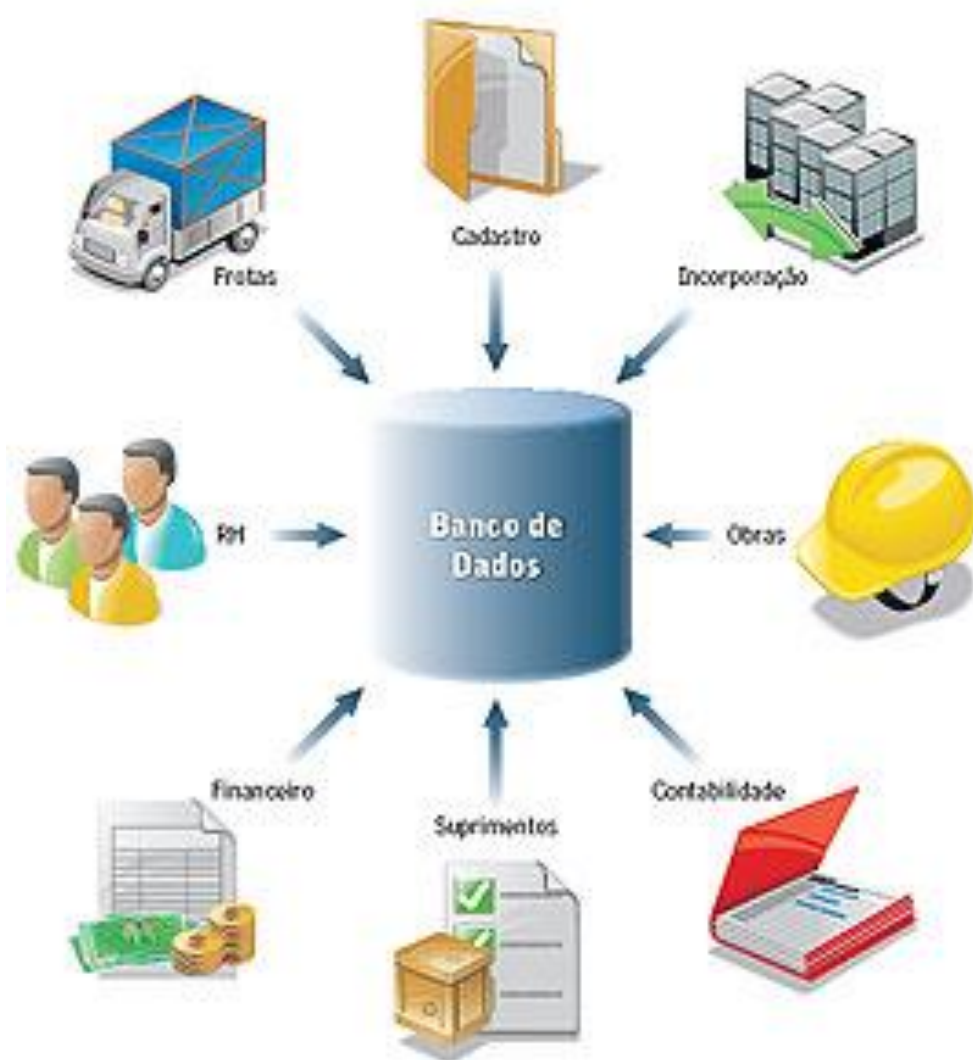 Cadastro
Frotas
Incorporação
Banco de
Dados
RH
Obras
Financeiro
Suprimentos
Contabilidade